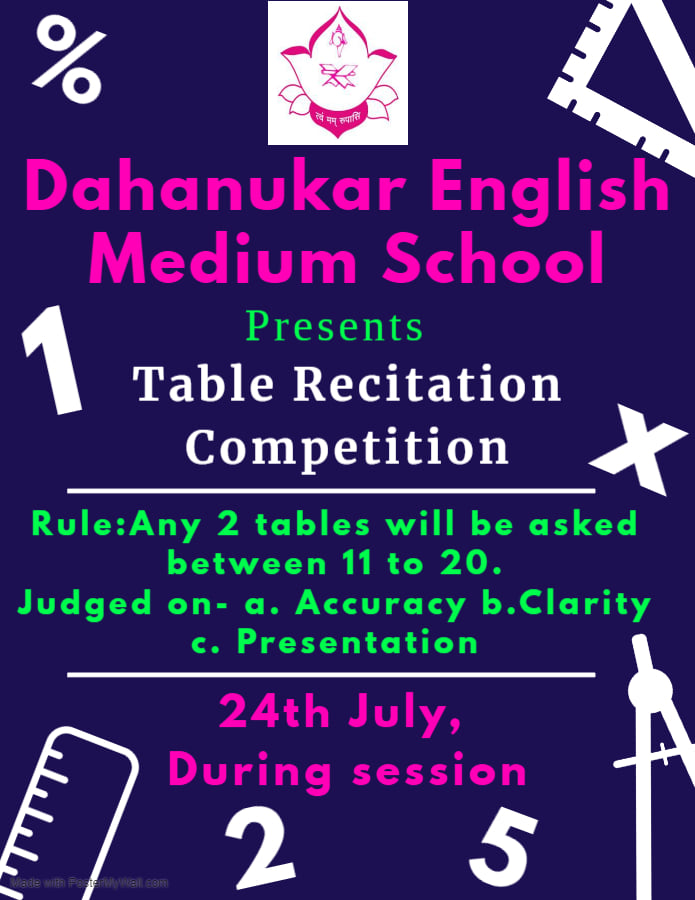 %
त्वं मम् रुपासि
Dahanukar English
Medium School
Presents
1
Table Recitation
Competition
x
Rule:Any 2 tables will be asked
between 11 to 20.
Judged on- a. Accuracy b.Clarity
c. Presentation
24th July,
During session
2 5
Made with PosterMyWall.com